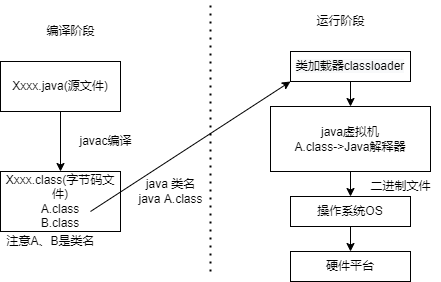 编译阶段
Xxxx.java(源文件)
javac编译
Xxxx.class(字节码文
件)
A.class
B.class
注意A、B是类名
java 类名
java A.class
运行阶段
类加载器classloader
java虚拟机
A.class->Java解释器
二进制文件
操作系统OS
硬件平台